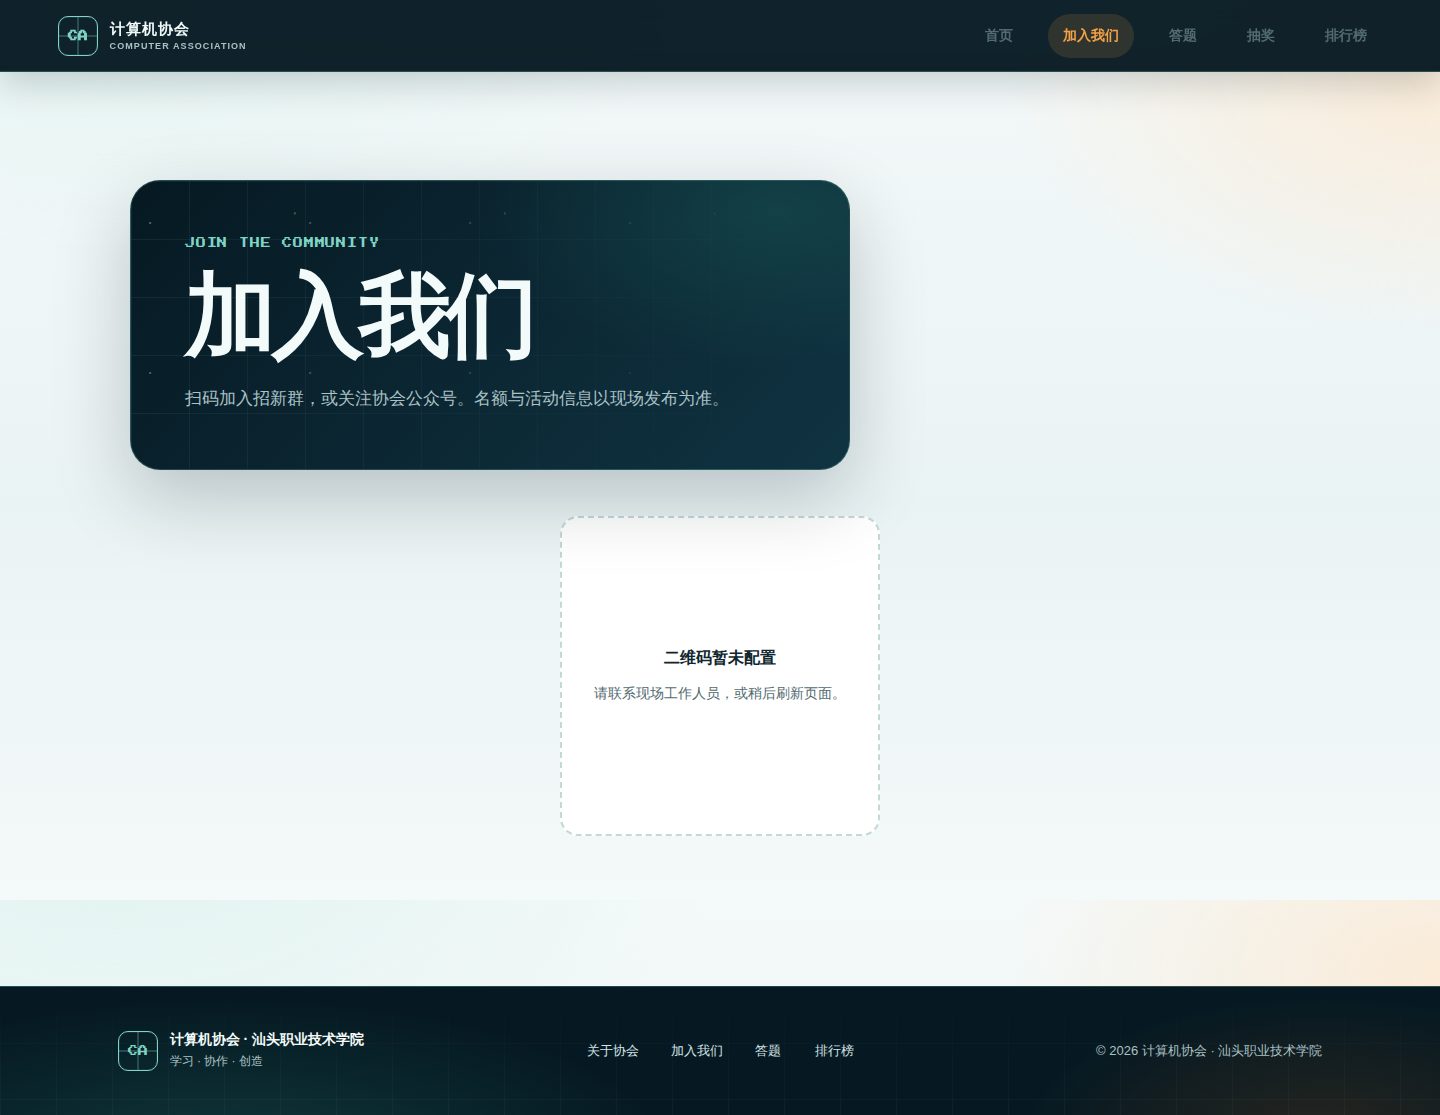 CA
计算机协会
COMPUTER ASSOCIATION
首页
加入我们
答题
抽奖
排行榜
JOIN THE COMMUNITY
加入我们
扫码加入招新群，或关注协会公众号。名额与活动信息以现场发布为准。
二维码暂未配置
请联系现场工作人员，或稍后刷新页面。
CA
计算机协会 · 汕头职业技术学院
学习 · 协作 · 创造
关于协会
加入我们
答题
排行榜
© 2026 计算机协会 · 汕头职业技术学院